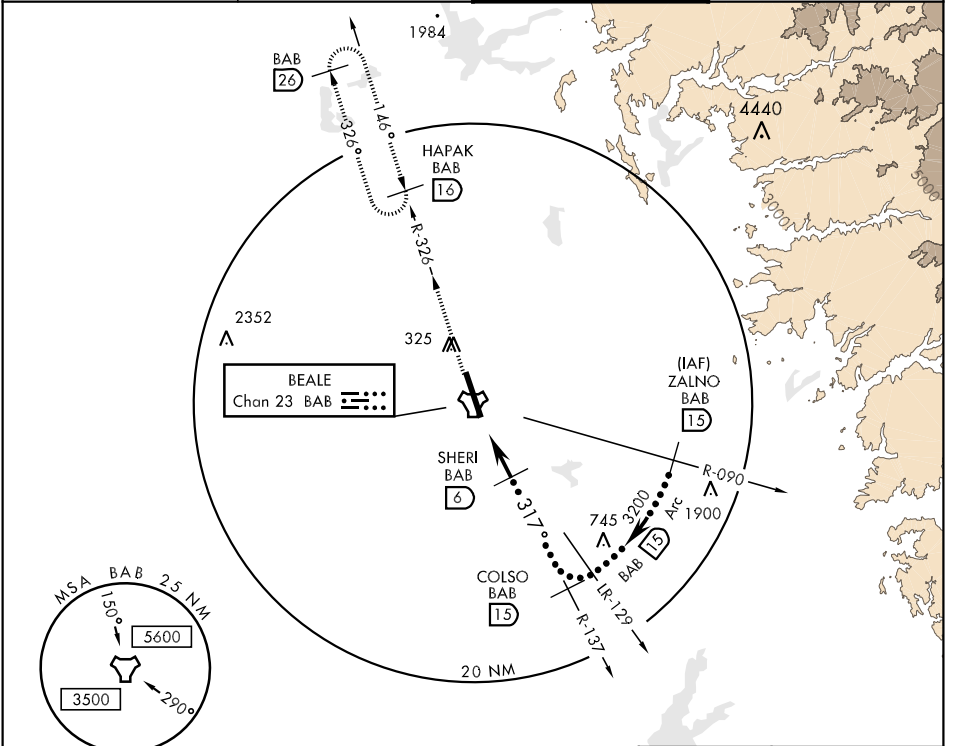 1984
BAB
26
4440
146°
326°
HAPAK
BAB
16
5000
3000
R-326
2352
325
BEALE
Chan 23 BAB
(IAF)
ZALNO
BAB
15
SHERI
BAB
6
R-090
1900
3200
Arc
745
BAB
15
317°
COLSO
BAB
15
LR-129
R-137
20 NM
MSA BAB 25 NM
150°
5600
3500
290°